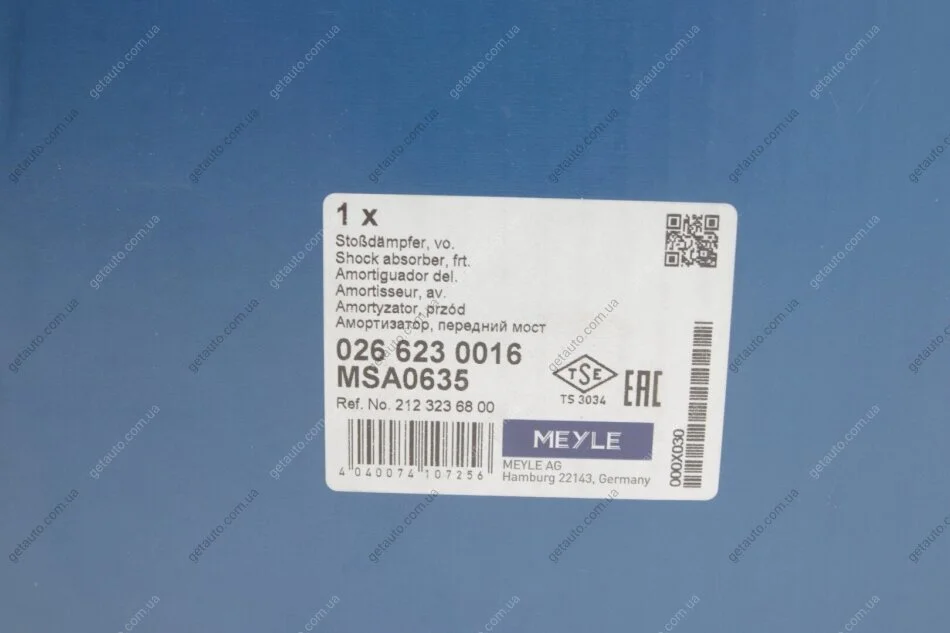 1 x
Stoßdämpfer, vo.
Shock absorber, frt.
Amortiguador del.
Amortisseur, av.
Amortyzator, przód
Амортизатор, передний мост
026 623 0016
MSA0635
Ref. No. 212 323 68 00
4 040074 107256
TSE
TS 3034
EAC
MEYLE
MEYLE AG
Hamburg 22143, Germany
000X030
getauto.com.ua